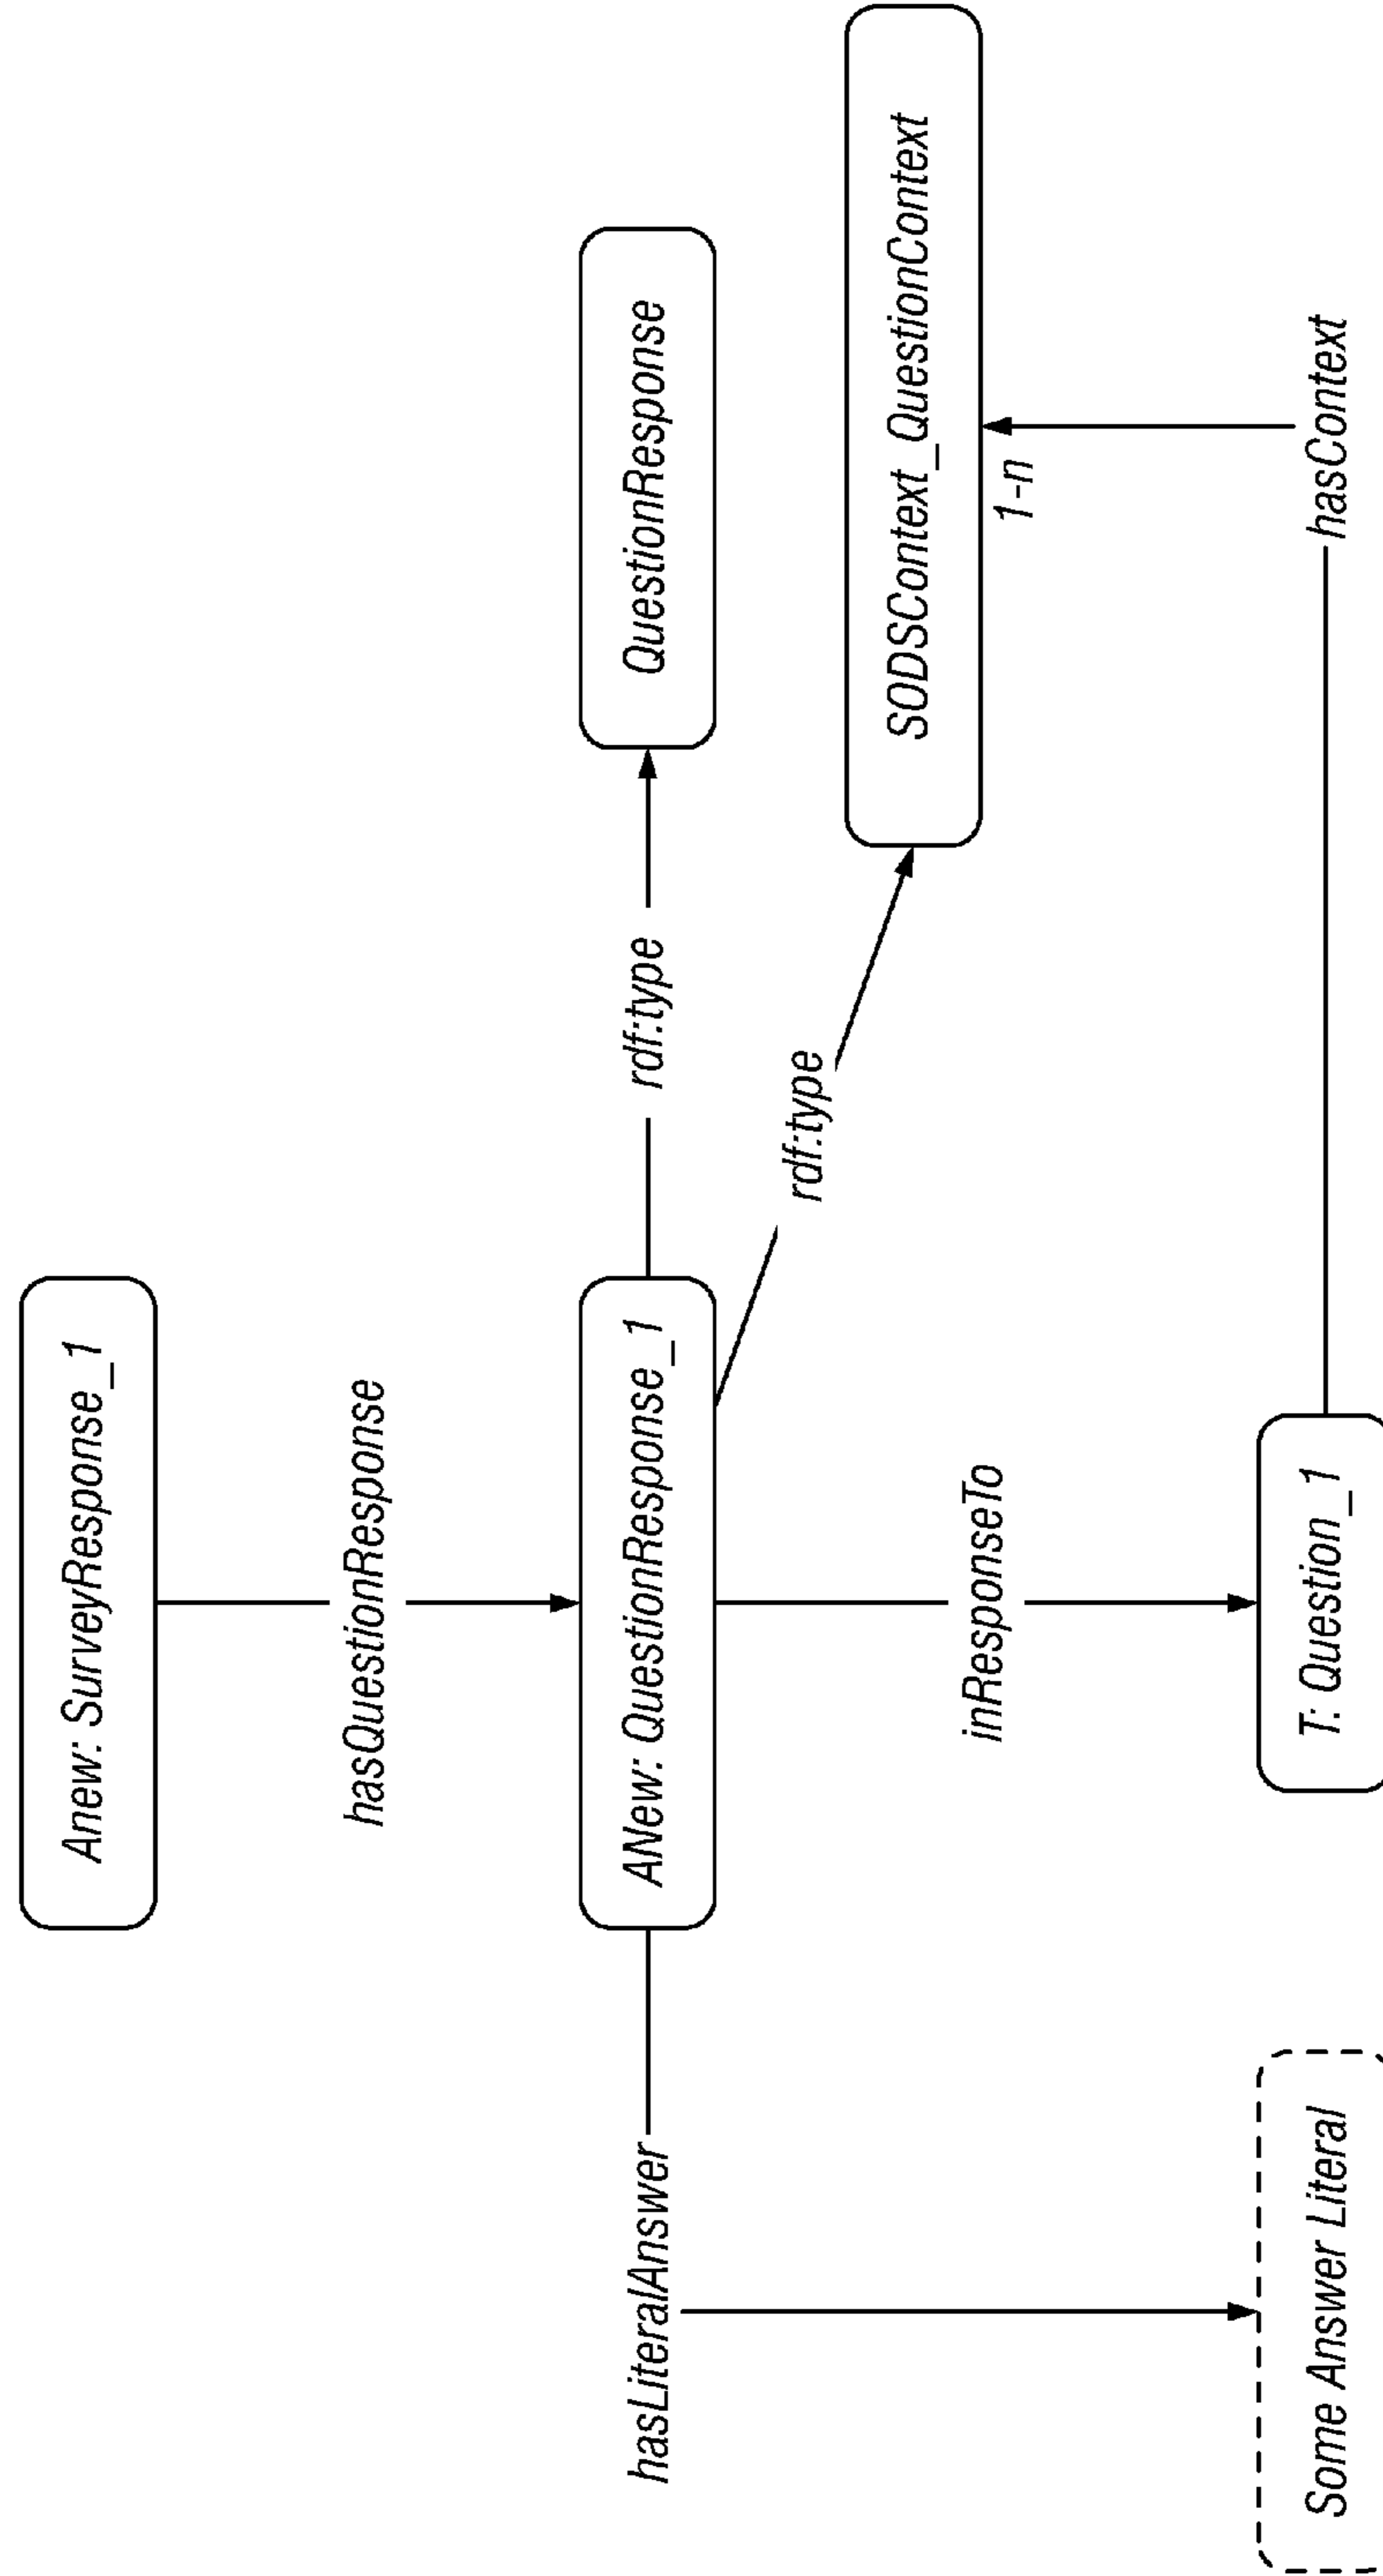 Anew: SurveyResponse_1
hasQuestionResponse
hasLiteralAnswer
ANew: QuestionResponse_1
rdf:type
QuestionResponse
rdf:type
SODSContext_QuestionContext
1-n
inResponseTo
Some Answer Literal
T: Question_1
hasContext